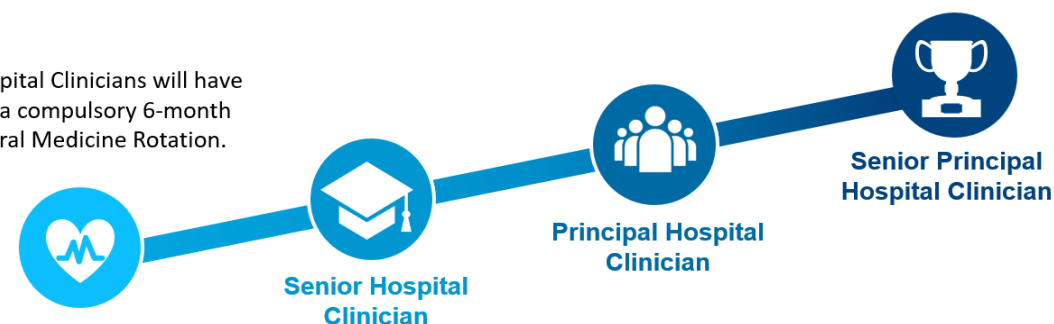 pital Clinicians will have
a compulsory 6-month
ral Medicine Rotation.
Senior Principal
Hospital Clinician
Principal Hospital
Clinician
Senior Hospital
Clinician